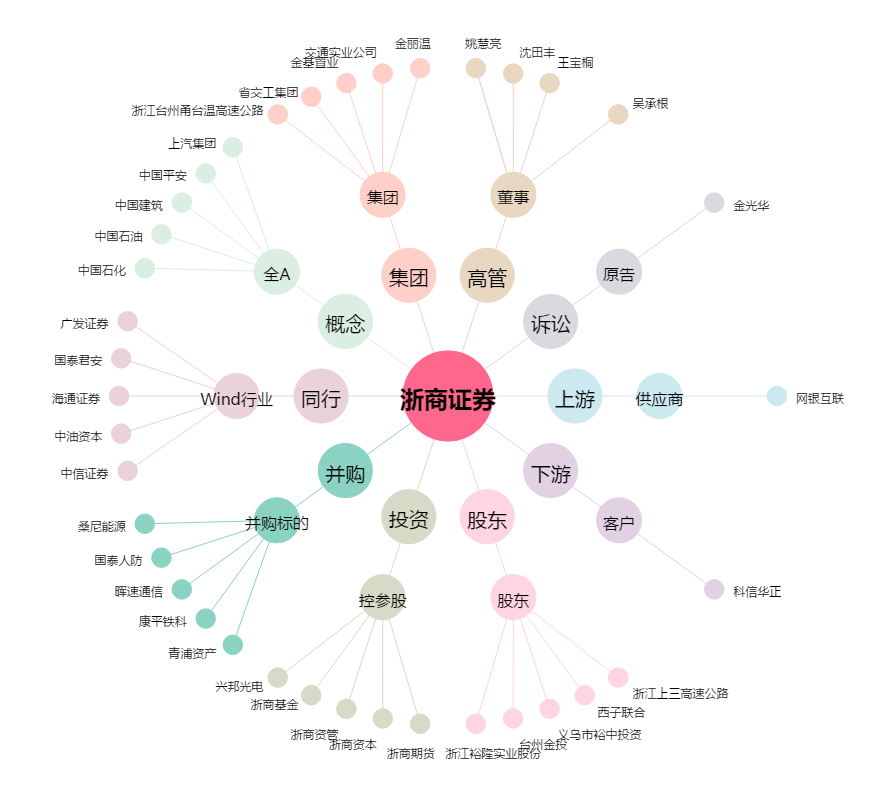 金丽温
姚慧亮
交通实业公司
沈田丰
金基置业
王宝桐
省交工集团
吴承根
浙江台州甬台温高速公路
上汽集团
中国平安
集团
董事
中国建筑
金光华
中国石油
中国石化
全A
集团
高管
原告
广发证券
概念
诉讼
国泰君安
海通证券
Wind行业
同行
浙商证券
上游
供应商
网银互联
中油资本
中信证券
并购
下游
桑尼能源
并购标的
投资
股东
客户
国泰人防
晖速通信
科信华正
康平铁科
控参股
股东
青浦资产
兴邦光电
浙江上三高速公路
浙商基金
西子联合
浙商资管
义乌市裕中投资
浙商资本
台州金投
浙商期货
浙江裕隆实业股份